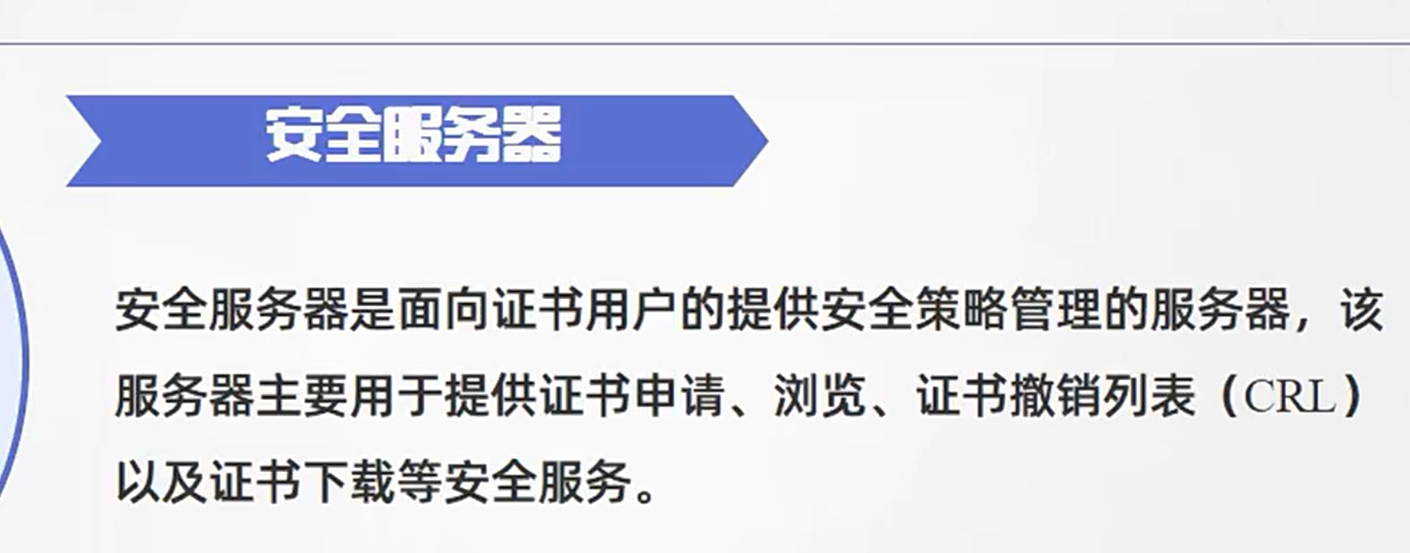 安全服务器
安全服务器是面向证书用户的提供安全策略管理的服务器，该
服务器主要用于提供证书申请、浏览、证书撤销列表（CRL）
以及证书下载等安全服务。